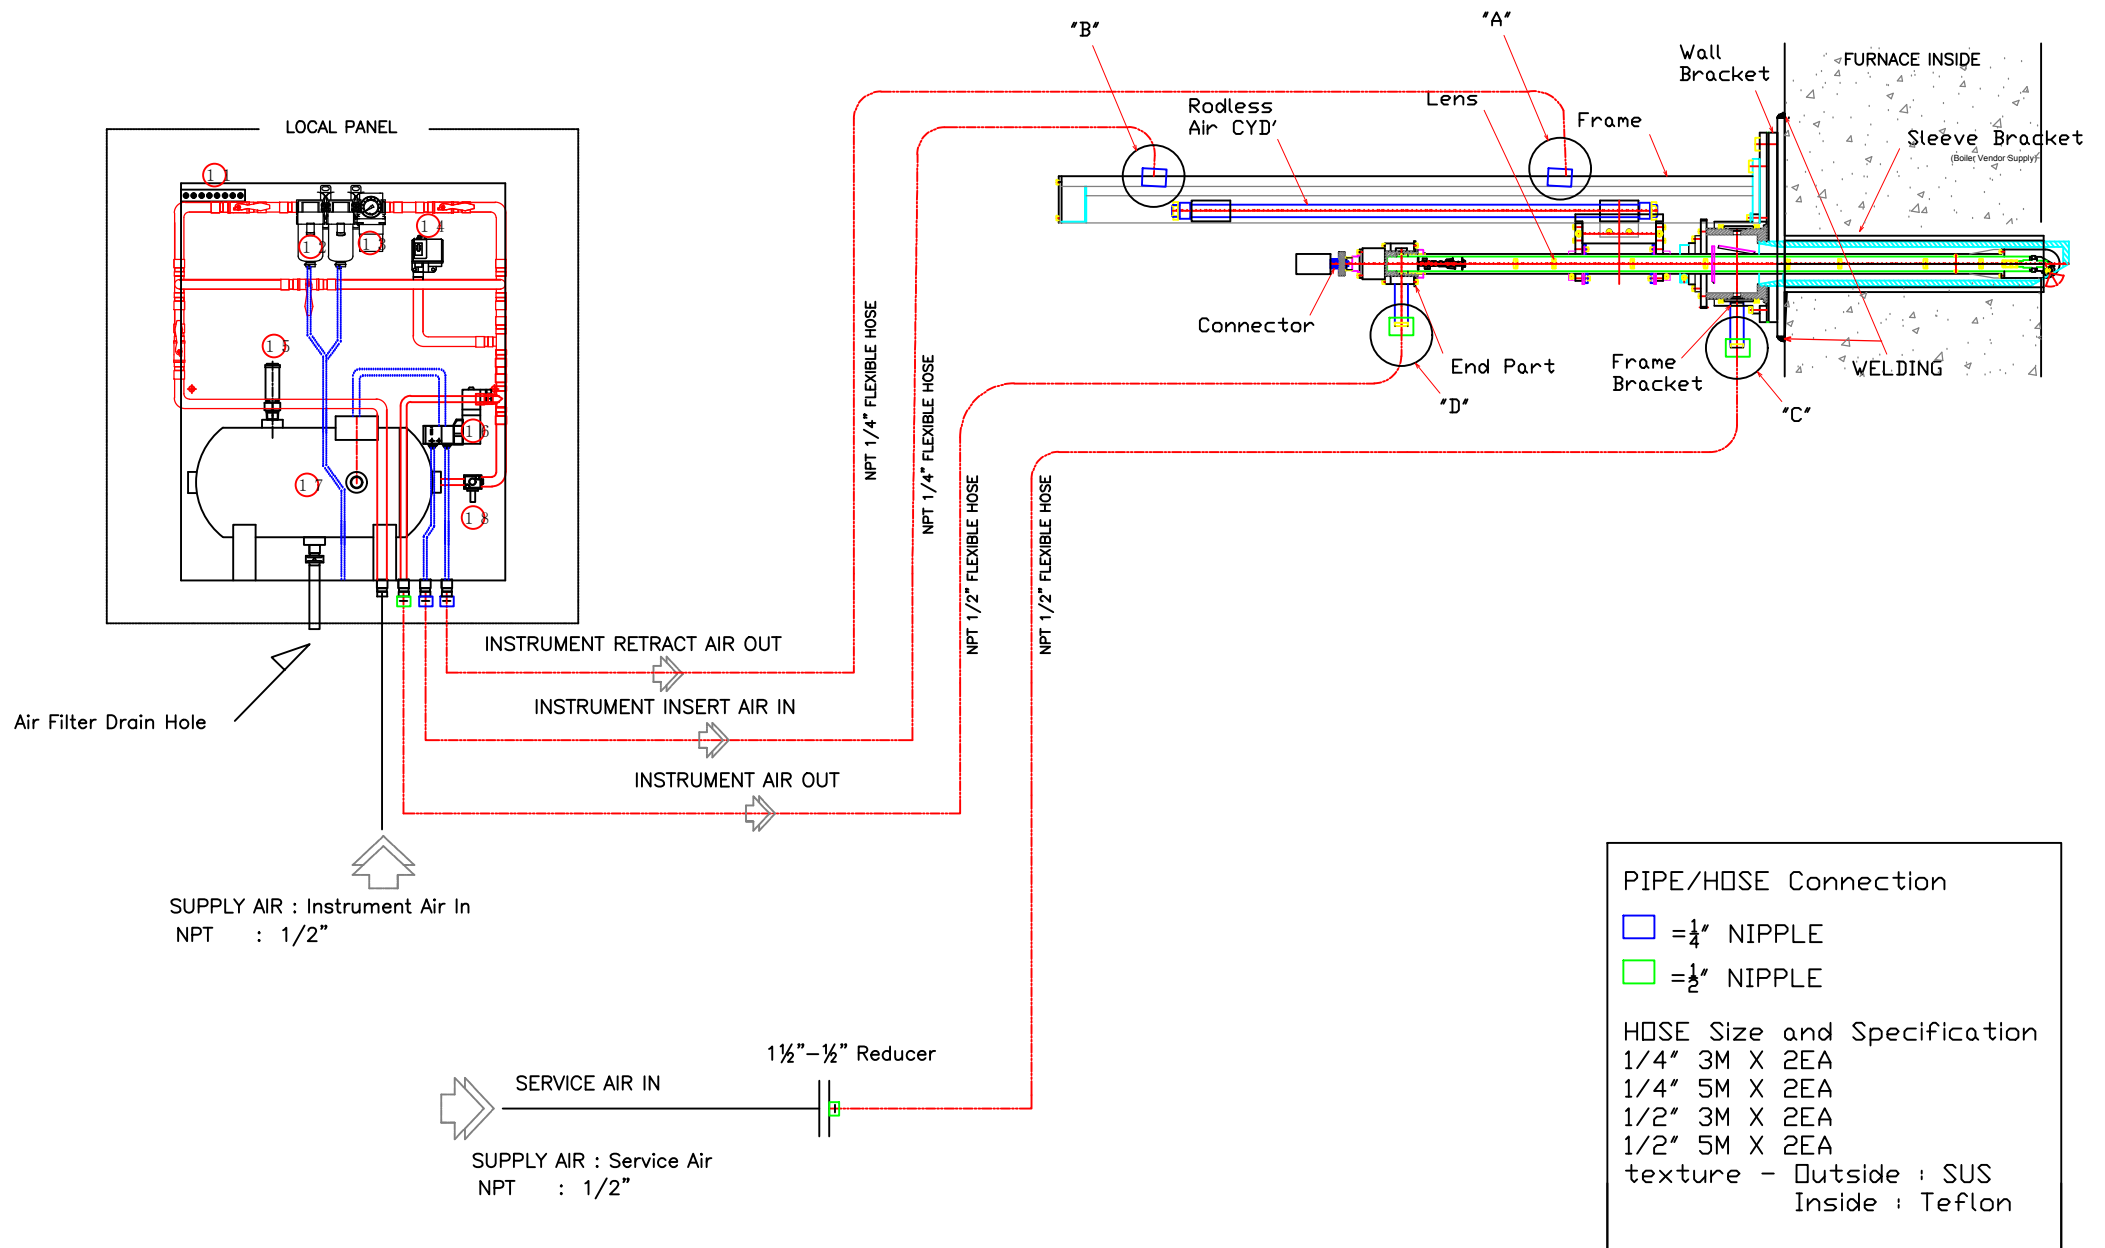 "B"
"A"
Wall
Bracket
FURNACE INSIDE
LOCAL PANEL
Rodless
Air CYD'
Lens
Frame
Sleeve Bracket
(Boiler Vendor Supply)
11
12
13
14
15
16
17
18
Connector
End Part
Frame
Bracket
WELDING
"D"
"C"
NPT 1/4" FLEXIBLE HOSE
NPT 1/4" FLEXIBLE HOSE
NPT 1/2" FLEXIBLE HOSE
NPT 1/2" FLEXIBLE HOSE
INSTRUMENT RETRACT AIR OUT
INSTRUMENT INSERT AIR IN
INSTRUMENT AIR OUT
Air Filter Drain Hole
SUPPLY AIR : Instrument Air In
NPT : 1/2"
1½"-½" Reducer
SERVICE AIR IN
SUPPLY AIR : Service Air
NPT : 1/2"
PIPE/HOSE Connection
=¼" NIPPLE
=½" NIPPLE
HOSE Size and Specification
1/4" 3M X 2EA
1/4" 5M X 2EA
1/2" 3M X 2EA
1/2" 5M X 2EA
texture - Outside : SUS
Inside : Teflon